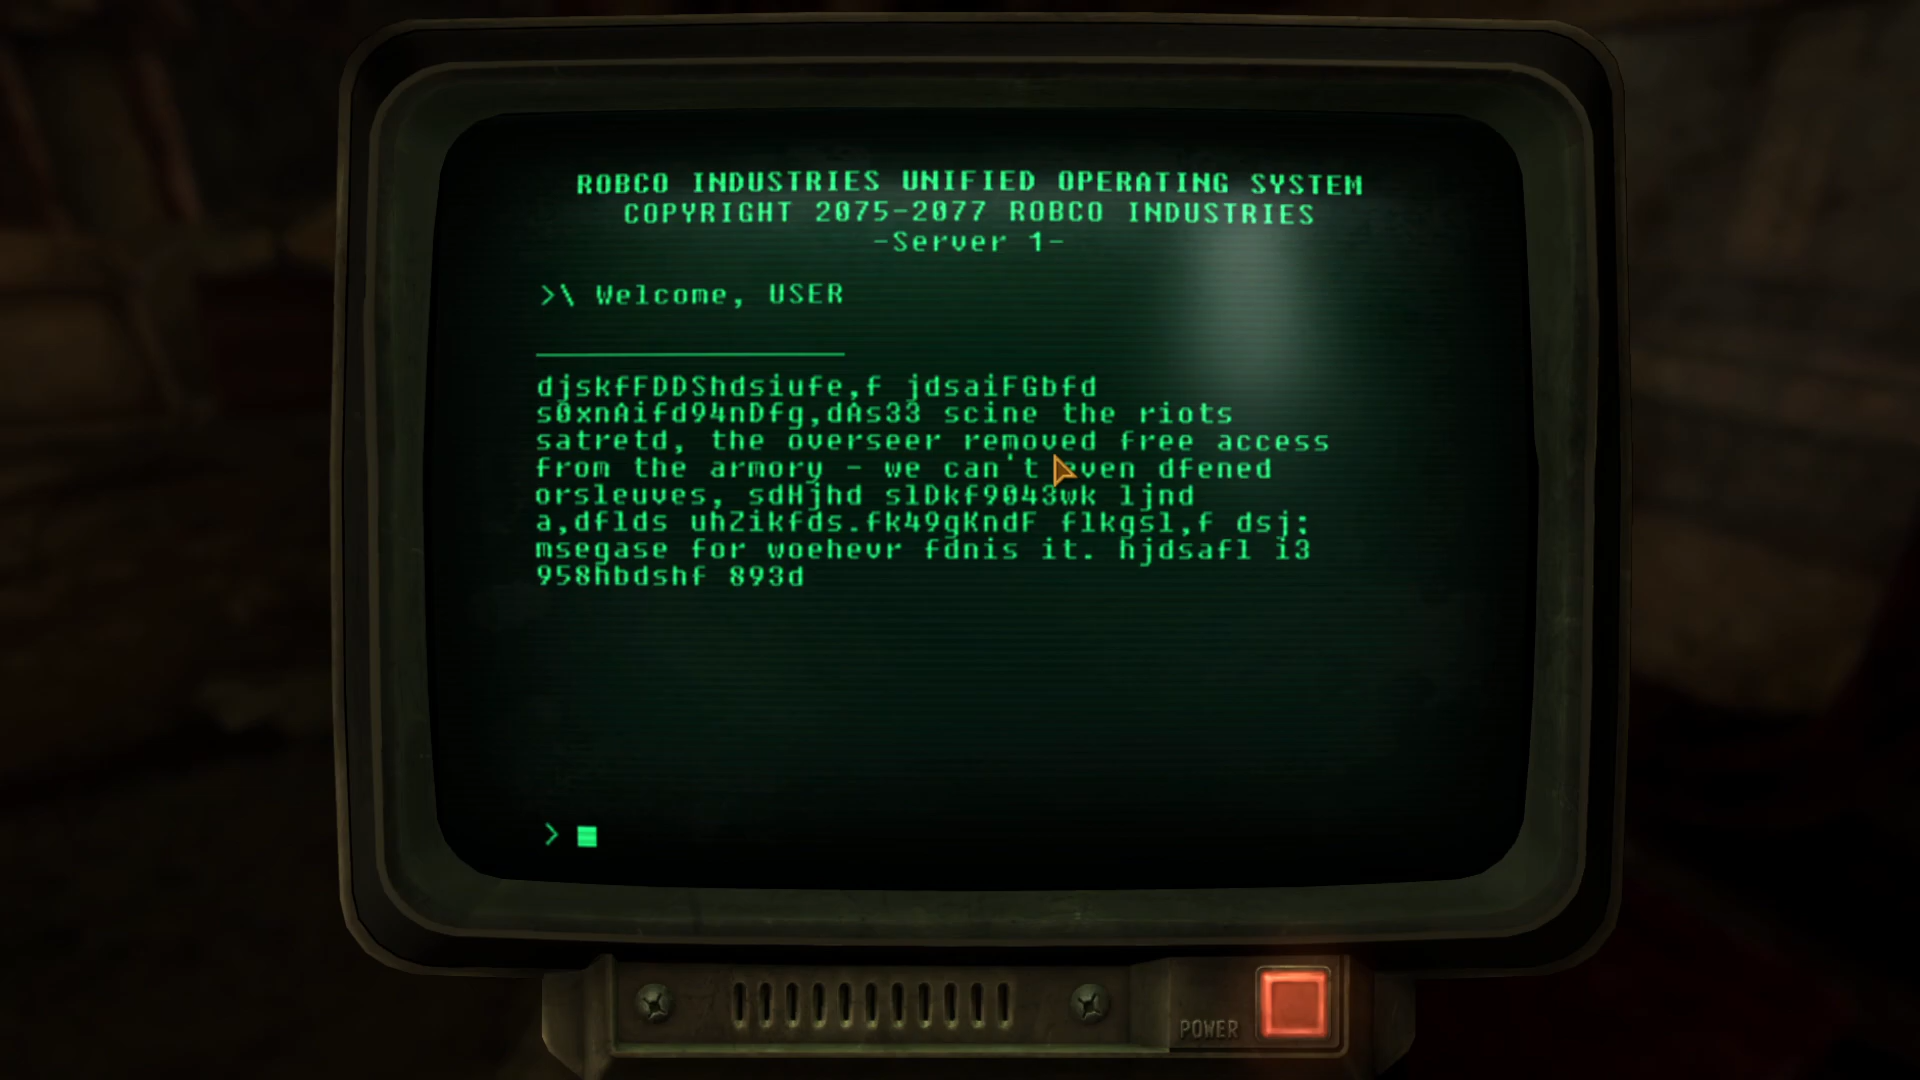 ROBCO INDUSTRIES UNIFIED OPERATING SYSTEM
COPYRIGHT 2075-2077 ROBCO INDUSTRIES
-Server 1-
>\ Welcome, USER
djskfFDDShdsiufe,f jdsaiFGbfd
s0xnAifd94nDfg,dAs33 scine the riots
satretd, the overseer removed free access
from the armory - we can't even dfened
orsleuves, sdHjhd slDkf9043wk ljnd
a,dflds uh2ikfds.fk49gKndF flkgsl,f dsj;
msegase for woehevr fdnis it. hjdsafl i3
958hbdshf 893d
>
POWER